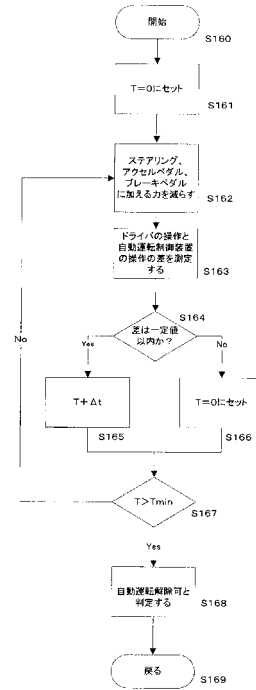 開始
S160
T=0にセット
S161
ステアリング、
アクセルペダル、
ブレーキペダル
に加える力を減らす
S162
ドライバの操作と
自動運転制御装置
の操作の差を測定
する
S163
S164
差は一定値
以内か?
Yes
No
No
T+Δt
S165
T=0にセット
S166
T>Tmin
S167
Yes
自動運転解除可と
判定する
S168
戻る
S169